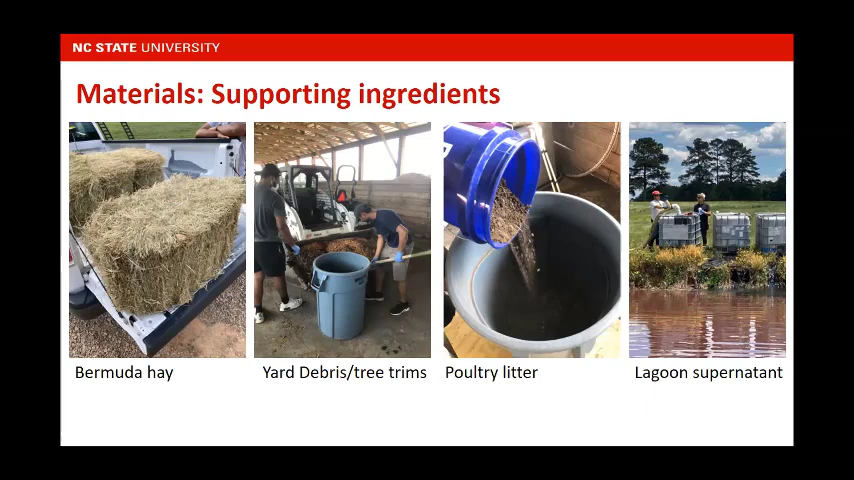 NC STATE UNIVERSITY
Materials: Supporting ingredients
Bermuda hay
Yard Debris/tree trims
Poultry litter
Lagoon supernatant